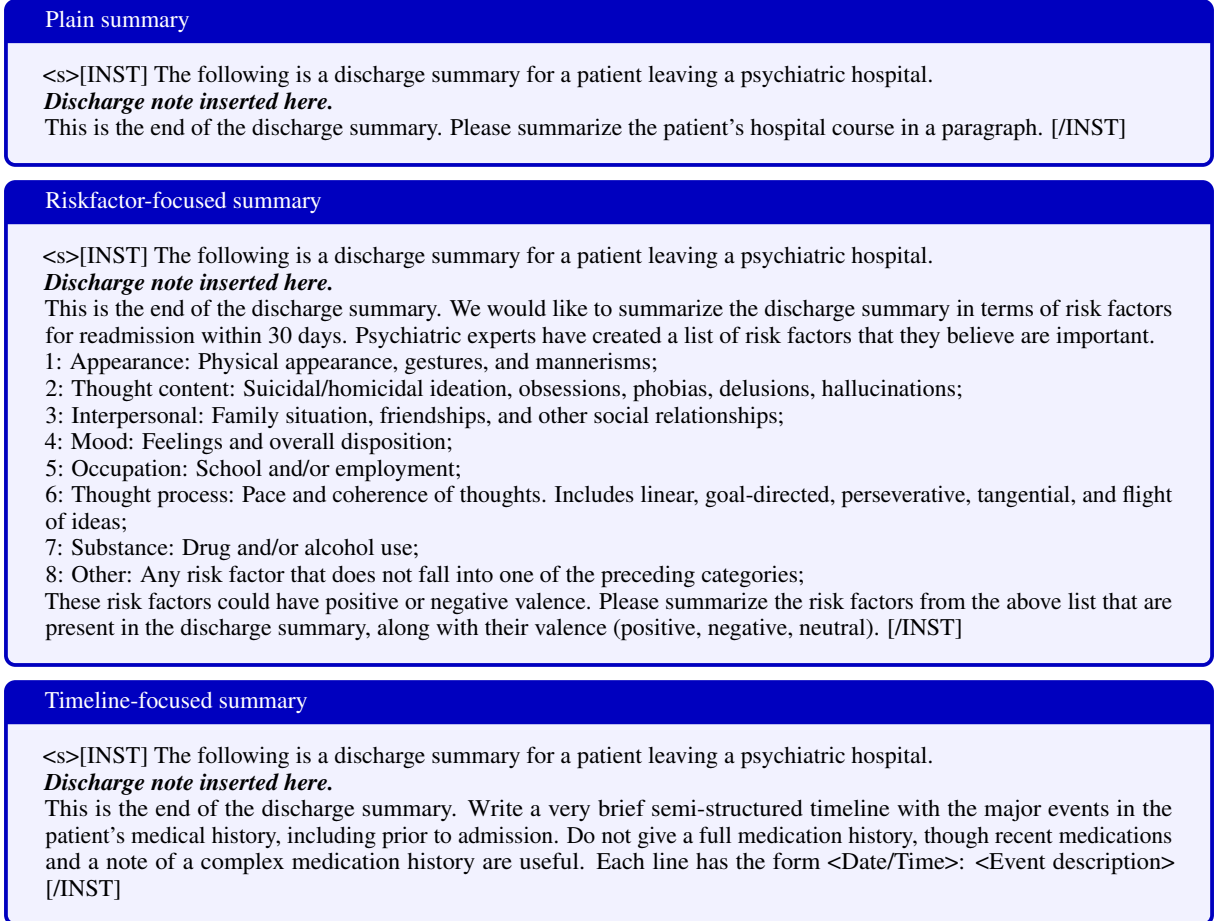 Plain summary
<s>[INST] The following is a discharge summary for a patient leaving a psychiatric hospital.
Discharge note inserted here.
This is the end of the discharge summary. Please summarize the patient's hospital course in a paragraph. [/INST]
Riskfactor-focused summary
<s>[INST] The following is a discharge summary for a patient leaving a psychiatric hospital.
Discharge note inserted here.
This is the end of the discharge summary. We would like to summarize the discharge summary in terms of risk factors
for readmission within 30 days. Psychiatric experts have created a list of risk factors that they believe are important.
1: Appearance: Physical appearance, gestures, and mannerisms;
2: Thought content: Suicidal/homicidal ideation, obsessions, phobias, delusions, hallucinations;
3: Interpersonal: Family situation, friendships, and other social relationships;
4: Mood: Feelings and overall disposition;
5: Occupation: School and/or employment;
6: Thought process: Pace and coherence of thoughts. Includes linear, goal-directed, perseverative, tangential, and flight
of ideas;
7: Substance: Drug and/or alcohol use;
8: Other: Any risk factor that does not fall into one of the preceding categories;
These risk factors could have positive or negative valence. Please summarize the risk factors from the above list that are
present in the discharge summary, along with their valence (positive, negative, neutral). [/INST]
Timeline-focused summary
<s>[INST] The following is a discharge summary for a patient leaving a psychiatric hospital.
Discharge note inserted here.
This is the end of the discharge summary. Write a very brief semi-structured timeline with the major events in the
patient's medical history, including prior to admission. Do not give a full medication history, though recent medications
and a note of a complex medication history are useful. Each line has the form <Date/Time>: <Event description>
[/INST]